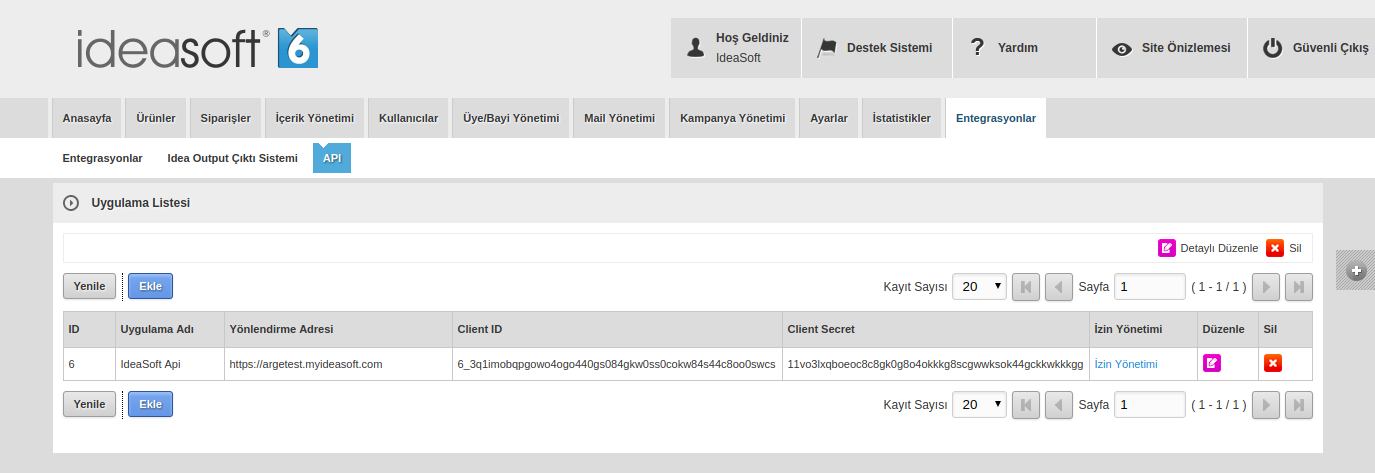 ideasoft® 6
Hoş Geldiniz
IdeaSoft
Destek Sistemi
? Yardım
Site Önizlemesi
Güvenli Çıkış
Anasayfa Ürünler Siparişler İçerik Yönetimi Kullanıcılar Üye/Bayi Yönetimi Mail Yönetimi Kampanya Yönetimi Ayarlar İstatistikler Entegrasyonlar
Entegrasyonlar Idea Output Çıktı Sistemi API
Uygulama Listesi
Detaylı Düzenle Sil
Yenile Ekle Kayıt Sayısı 20 Sayfa 1 ( 1 - 1 / 1 )
ID Uygulama Adı Yönlendirme Adresi Client ID Client Secret İzin Yönetimi Düzenle Sil
6 IdeaSoft Api https://argetest.myideasoft.com 6_3q1imobqpgowo4ogo440gs084gkw0ss0cokw84s44c8oo0swcs 11vo3lxqboeoc8c8gk0g8o4okkkg8scgwwksok44gckkwkkkgg İzin Yönetimi
Yenile Ekle Kayıt Sayısı 20 Sayfa 1 ( 1 - 1 / 1 )